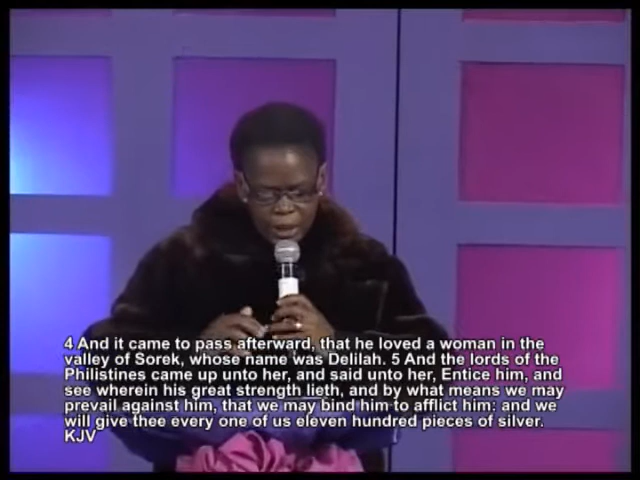 4 And it came to pass afterward, that he loved a woman in the
valley of Sorek, whose name was Delilah. 5 And the lords of the
Philistines came up unto her, and said unto her, Entice him, and
see wherein his great strength lieth, and by what means we may
prevail against him, that we may bind him to afflict him: and we
will give thee every one of us eleven hundred pieces of silver.
KJV